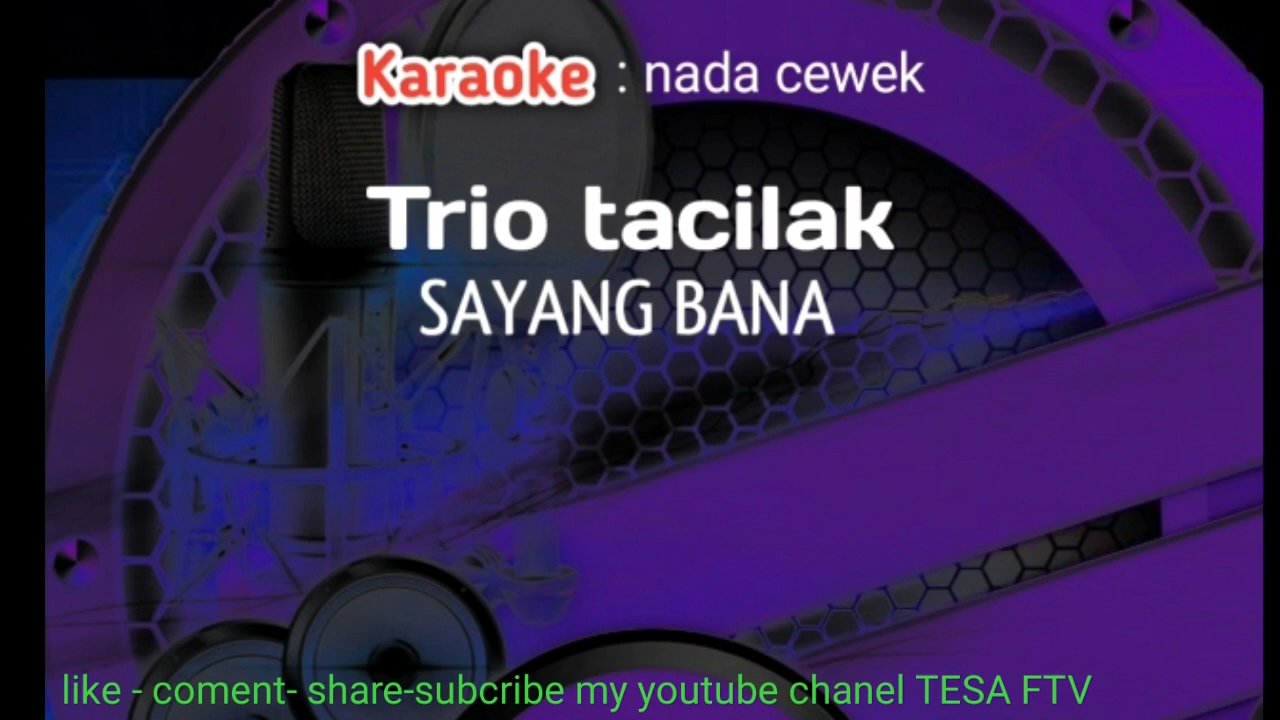 Karaoke : nada cewek
Trio tacilak
SAYANG BANA
like - coment- share-subcribe my youtube chanel TESA FTV